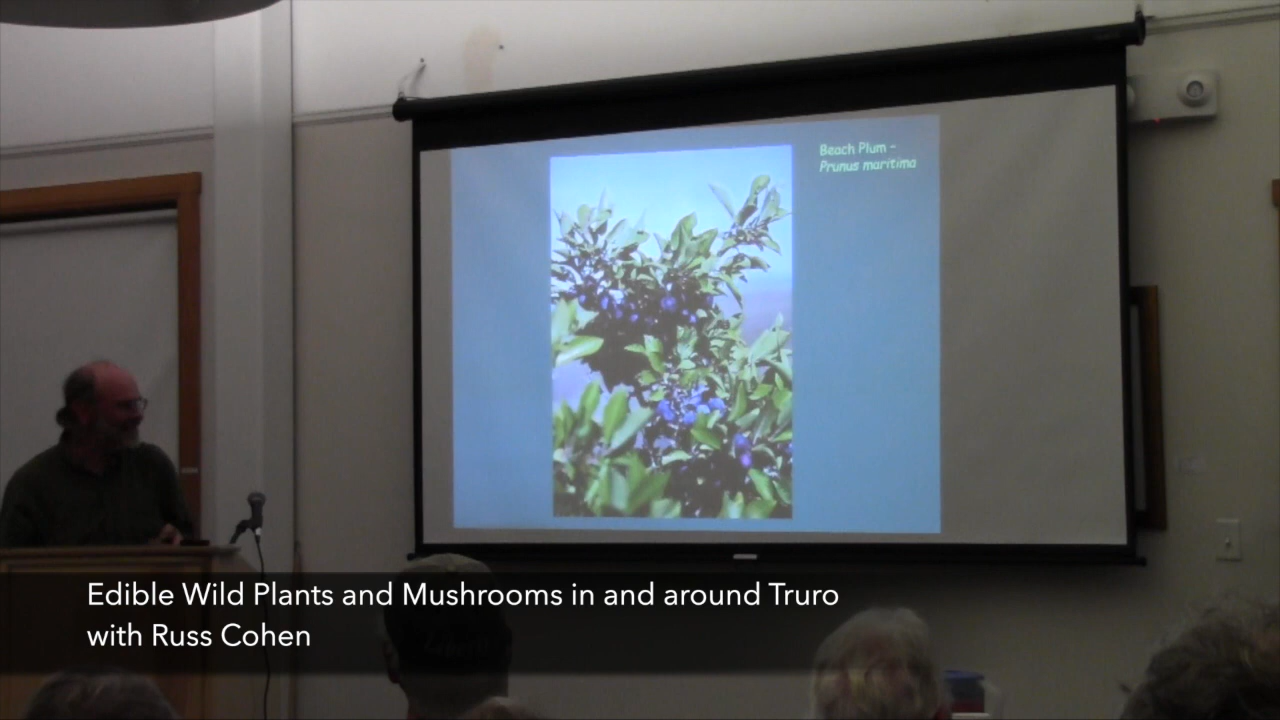 Beach Plum -
Prunus maritima
Edible Wild Plants and Mushrooms in and around Truro
with Russ Cohen